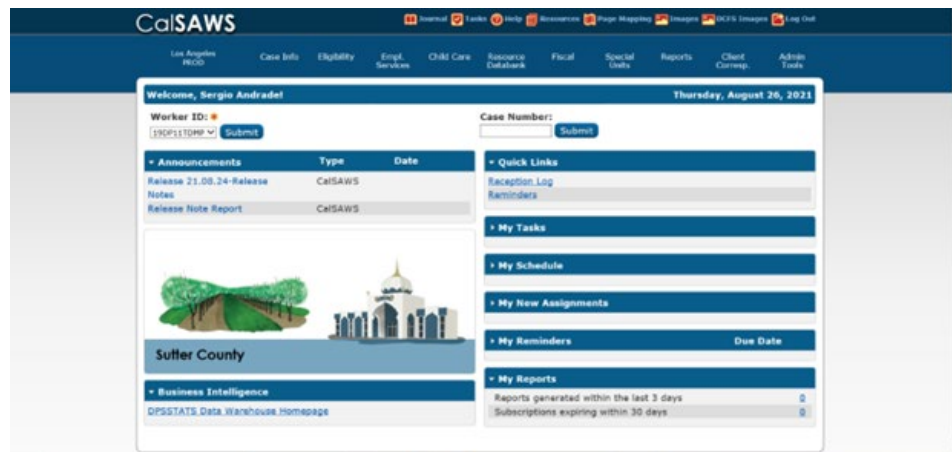 CalSAWS
Journal Tasks Help Resources Page Mapping Images DCFS Images Log Out
Los Angeles PROD
Case Info
Eligibility
Empl. Services
Child Care
Resource Databank
Fiscal
Special Units
Reports
Client Corresp.
Admin Tools
Welcome, Sergio Andrade!
Thursday, August 26, 2021
Worker ID: *
19DP11TDMP Submit
Case Number:
Submit
Announcements Type Date
Release 21.08.24-Release CalSAWS
Notes
Release Note Report CalSAWS
Sutter County
Business Intelligence
DPSSTATS Data Warehouse Homepage
Quick Links
Reception Log
Reminders
My Tasks
My Schedule
My New Assignments
My Reminders Due Date
My Reports
Reports generated within the last 3 days 0
Subscriptions expiring within 30 days 0